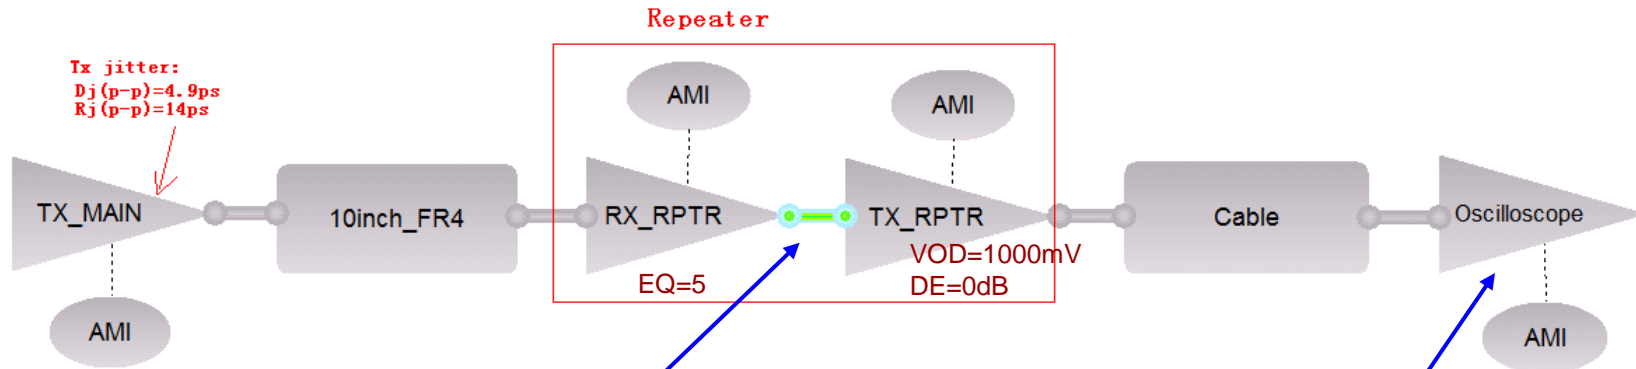 Repeater
Tx jitter:
Dj(p-p)=4.9ps
Rj(p-p)=14ps
AMI
AMI
TX_MAIN
10inch_FR4
RX_RPTR
TX_RPTR
Cable
Oscilloscope
EQ=5
VOD=1000mV
DE=0dB
AMI
AMI